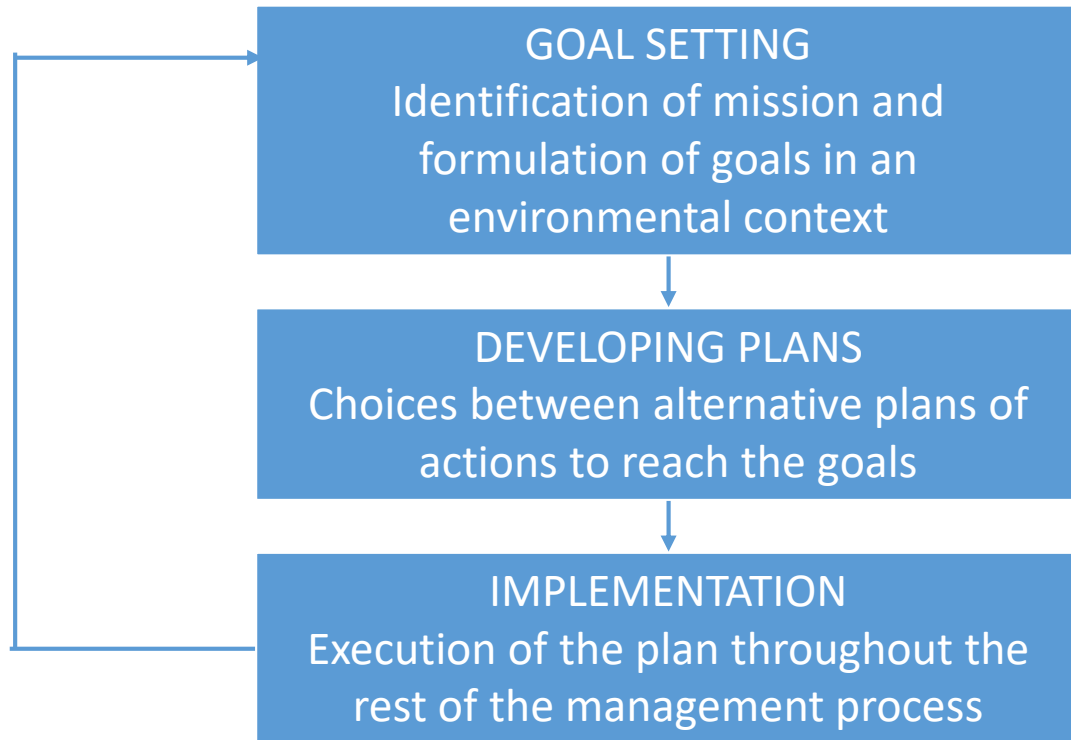 GOAL SETTING
Identification of mission and
formulation of goals in an
environmental context
DEVELOPING PLANS
Choices between alternative plans of
actions to reach the goals
IMPLEMENTATION
Execution of the plan throughout the
rest of the management process